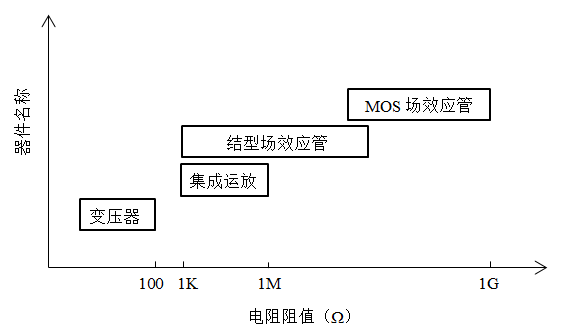 器件名称
MOS 场效应管
结型场效应管
集成运放
变压器
100 1K 1M 1G
电阻阻值（Ω）